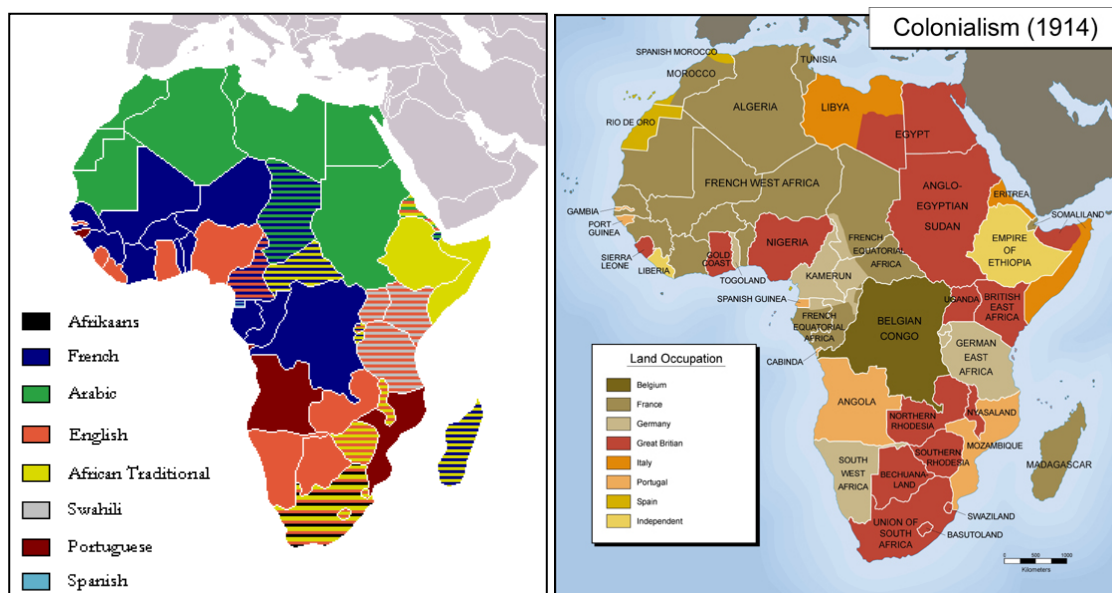 Afrikaans
French
Arabic
English
African Traditional
Swahili
Portuguese
Spanish
Colonialism (1914)
SPANISH MOROCCO
TUNISIA
MOROCCO
ALGERIA
LIBYA
RIO DE ORO
EGYPT
FRENCH WEST AFRICA
ANGLO-
EGYPTIAN
SUDAN
ERITREA
GAMBIA
PORT
GUINEA
SOMALILAND
NIGERIA
EMPIRE
OF
ETHIOPIA
SIERRA
LEONE
LIBERIA
GOLD
COAST
TOGOLAND
FRENCH
EQUATORIAL
AFRICA
KAMERUN
SPANISH GUINEA
UGANDA
BRITISH
EAST
AFRICA
FRENCH
EQUATORIAL
AFRICA
BELGIAN
CONGO
CABINDA
GERMAN
EAST
AFRICA
ANGOLA
NYASALAND
NORTHERN
RHODESIA
MOZAMBIQUE
SOUTHERN
RHODESIA
MADAGASCAR
SOUTH
WEST
AFRICA
BECHUANA
LAND
SWAZILAND
UNION OF
SOUTH
AFRICA
BASUTOLAND
Land Occupation
Belgium
France
Germany
Great Britian
Italy
Portugal
Spain
Independent
0 500 1000
Kilometers